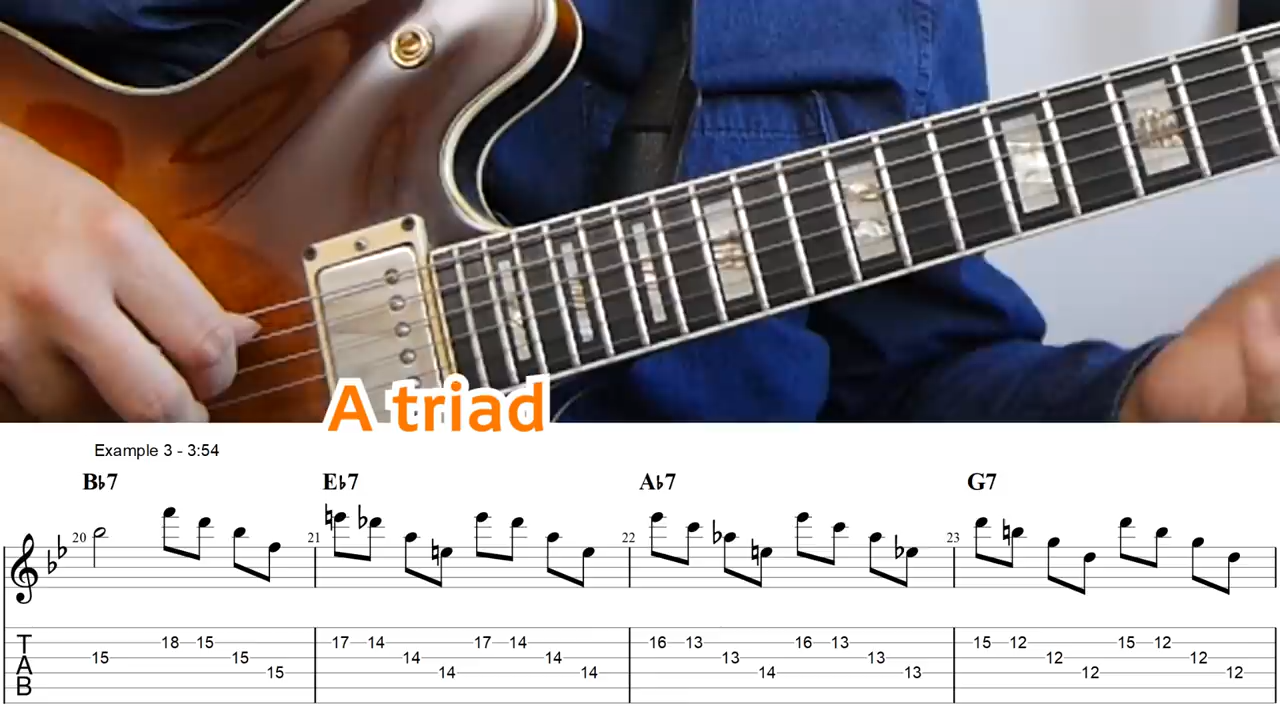 A triad
Example 3 - 3:54
B♭7 E♭7 A♭7 G7
20 21 22 23
T 18 15 17 14 17 14 16 13 16 13 15 12 15 12
A 15 15 14 14 13 13 12 12
B 15 14 14 14 13 12 12